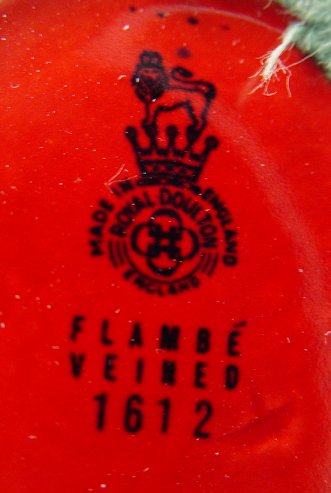 MADE IN ENGLAND
ROYAL DOULTON
ENGLAND
FLAMBÉ
VEINED
1612